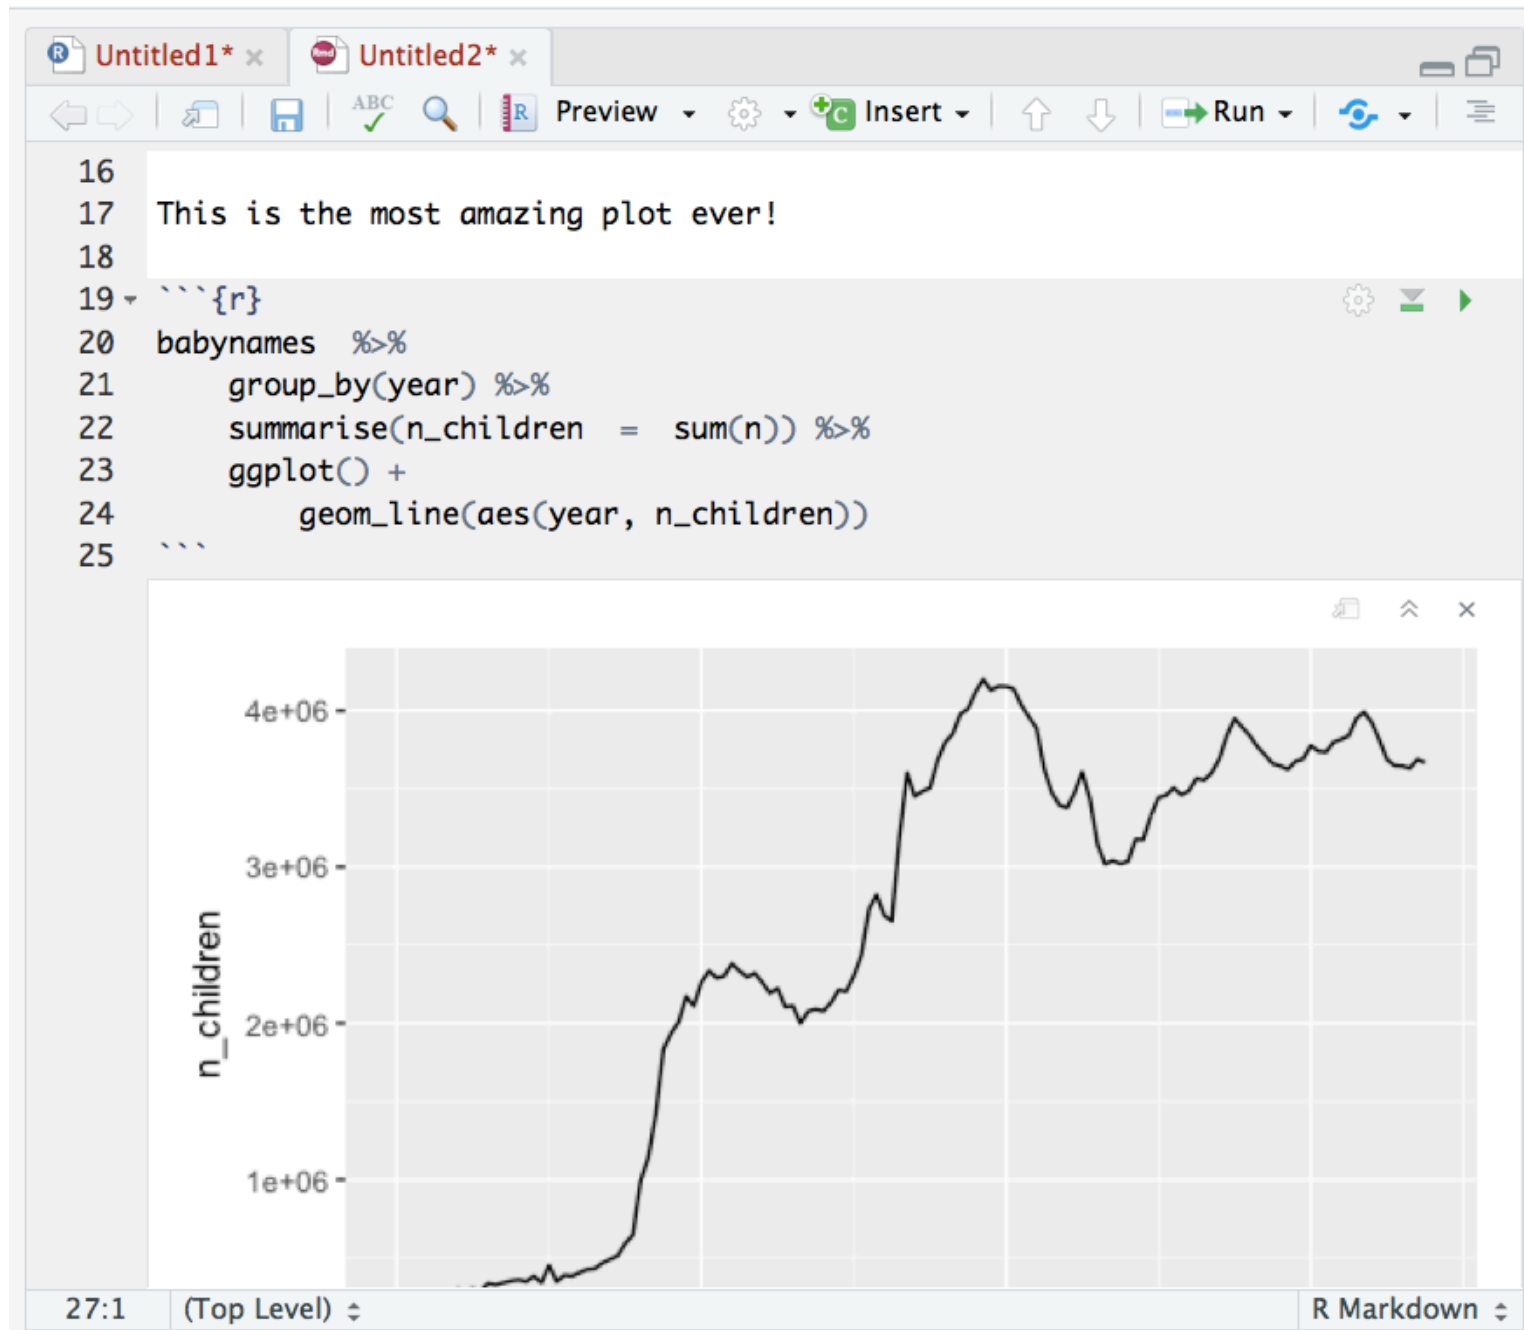 Untitled1* × Untitled2* ×
ABC R Preview C Insert Run
16
17 This is the most amazing plot ever!
18
19 ```{r}
20 babynames  %>%
21     group_by(year) %>%
22     summarise(n_children  =  sum(n)) %>%
23     ggplot() +
24         geom_line(aes(year, n_children))
25 ```
4e+06
3e+06
n_children
2e+06
1e+06
27:1 (Top Level) R Markdown